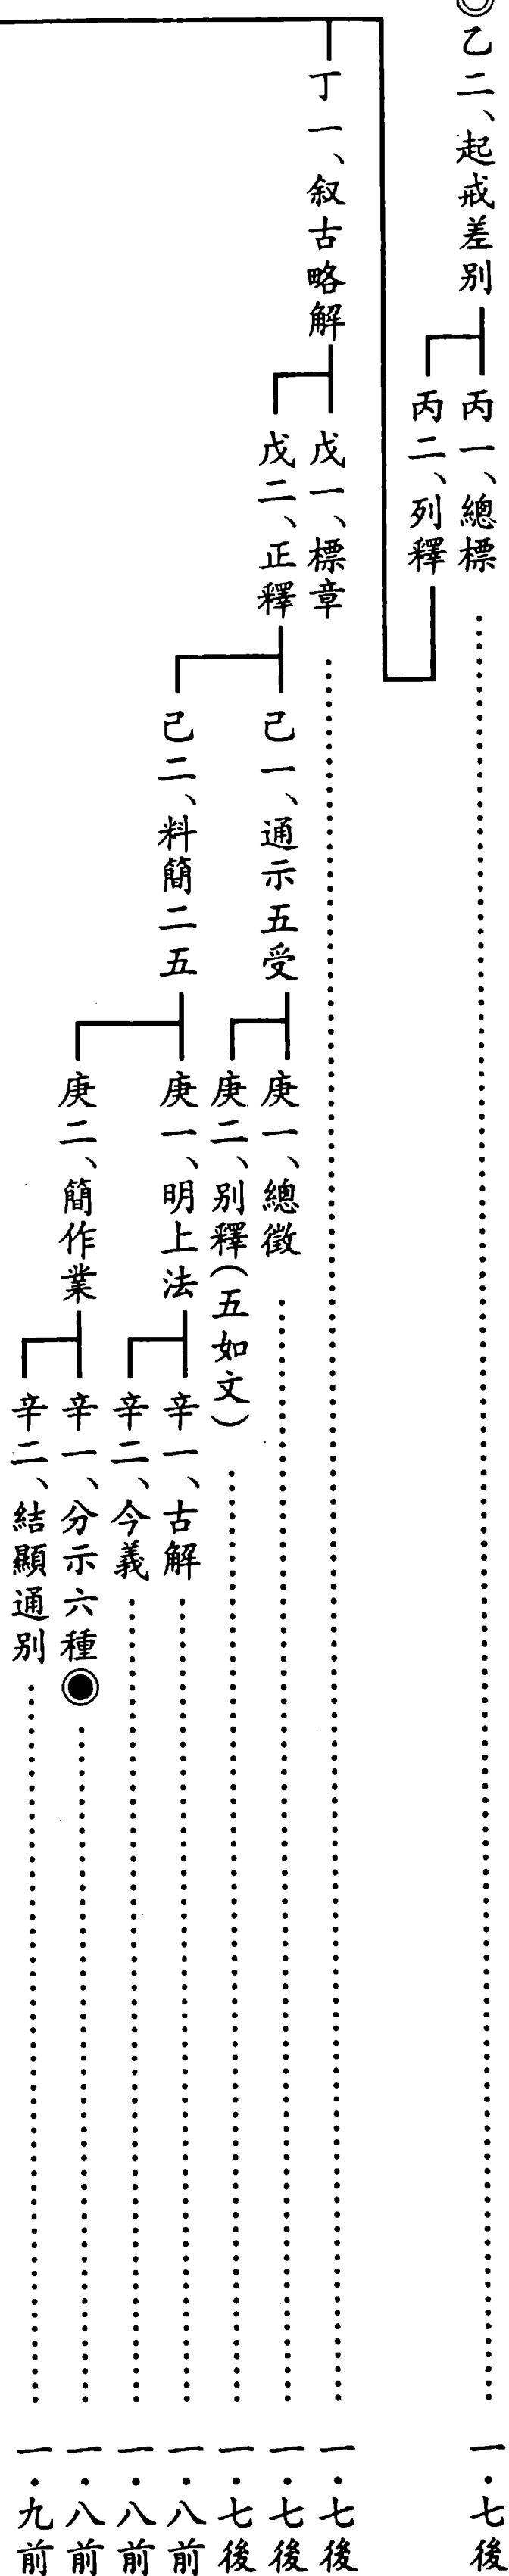 ◎乙二、起戒差別
丙一、總標 一・七後
丙二、列釋
丁一、叙古略解
戊一、標章 一・七後
戊二、正釋
己一、通示五受
庚一、總徵 一・七後
庚二、別釋(五如文) 一・七後
己二、料簡二五
庚一、明上法
辛一、古解 一・八前
辛二、今義 一・八前
庚二、簡作業
辛一、分示六種◉ 一・八前
辛二、結顯通別 一・九前